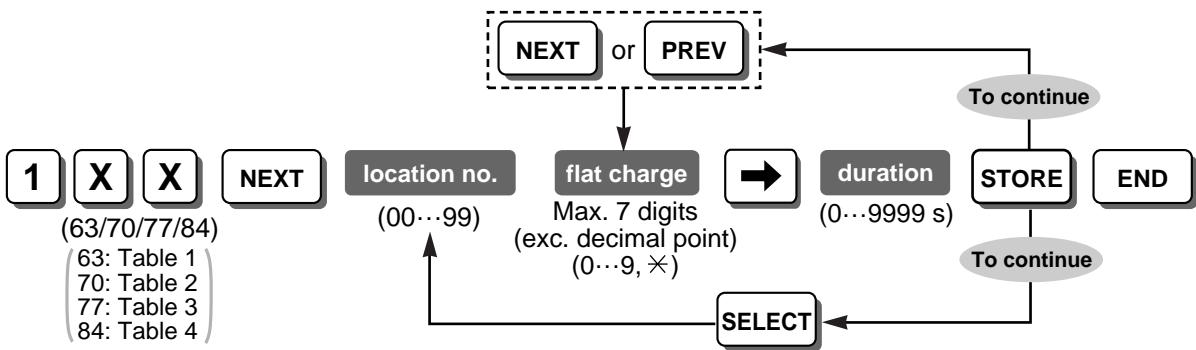 NEXT or PREV
To continue
1 X X NEXT location no. flat charge ➡ duration STORE END
(63/70/77/84) (00···99) Max. 7 digits (0···9999 s)
(exc. decimal point)
(0···9, ✳)
63: Table 1
70: Table 2
77: Table 3
84: Table 4
To continue
SELECT